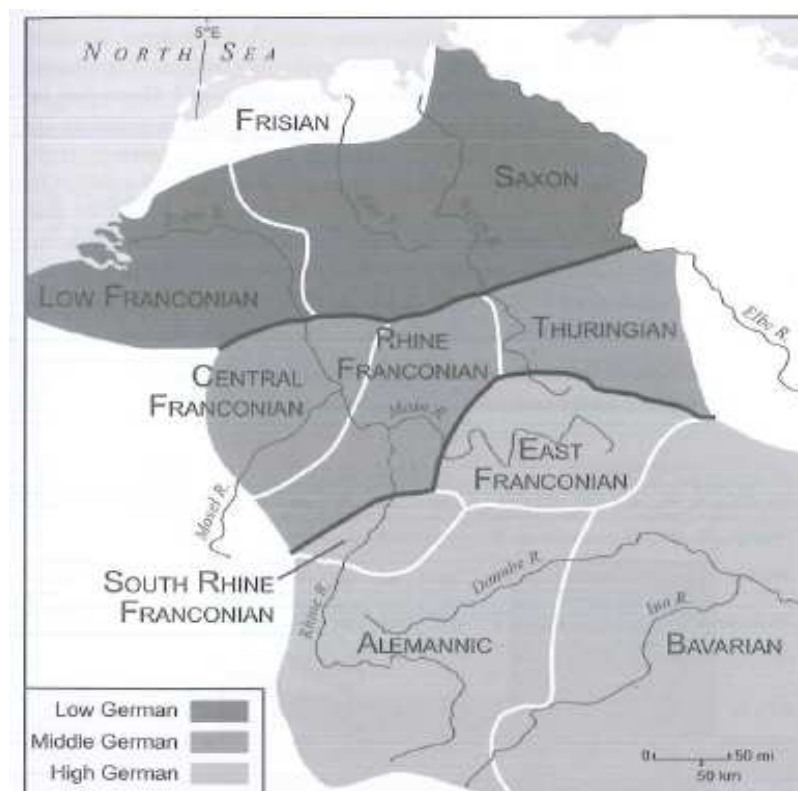 5°E
NORTH SEA
FRISIAN
SAXON
LOW FRANCONIAN
THURINGIAN
Elbe R.
RHINE
FRANCONIAN
CENTRAL
FRANCONIAN
Main R.
EAST
FRANCONIAN
Mosel R.
SOUTH RHINE
FRANCONIAN
Rhine R.
Danube R.
Inn R.
ALEMANNIC
BAVARIAN
Low German
Middle German
High German
0 50 mi
50 km